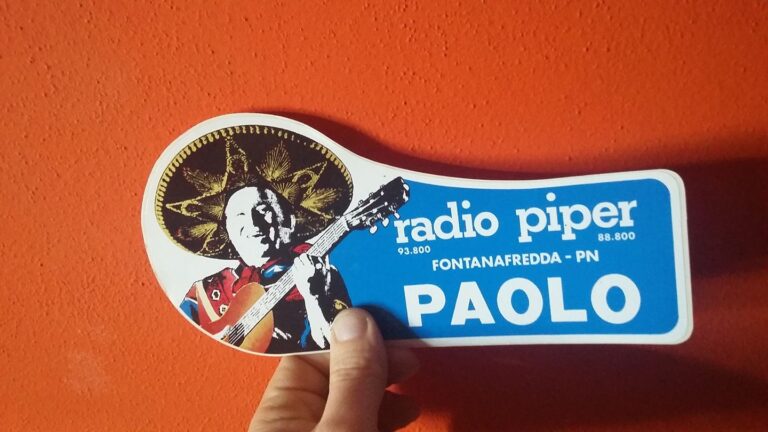 radio piper
93.800 88.800
FONTANAFREDDA - PN
PAOLO